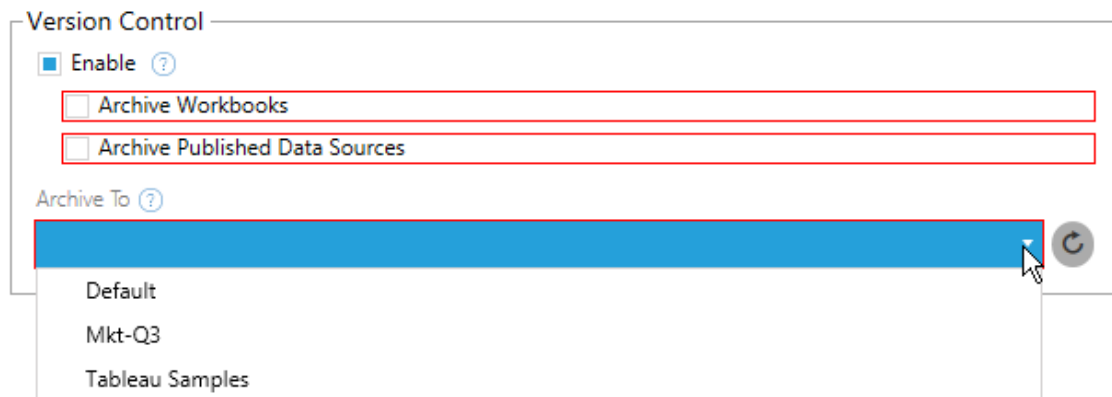 Version Control
Enable ?
Archive Workbooks
Archive Published Data Sources
Archive To ?
Default
Mkt-Q3
Tableau Samples